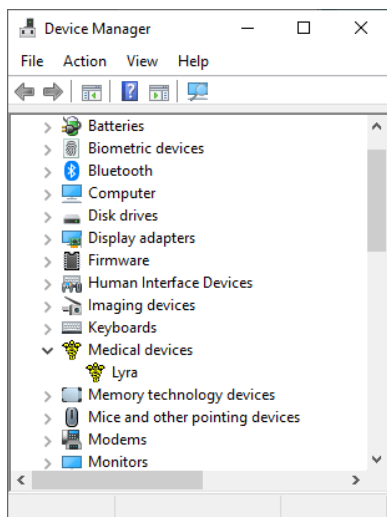 Device Manager
File Action View Help
Batteries
Biometric devices
Bluetooth
Computer
Disk drives
Display adapters
Firmware
Human Interface Devices
Imaging devices
Keyboards
Medical devices
Lyra
Memory technology devices
Mice and other pointing devices
Modems
Monitors